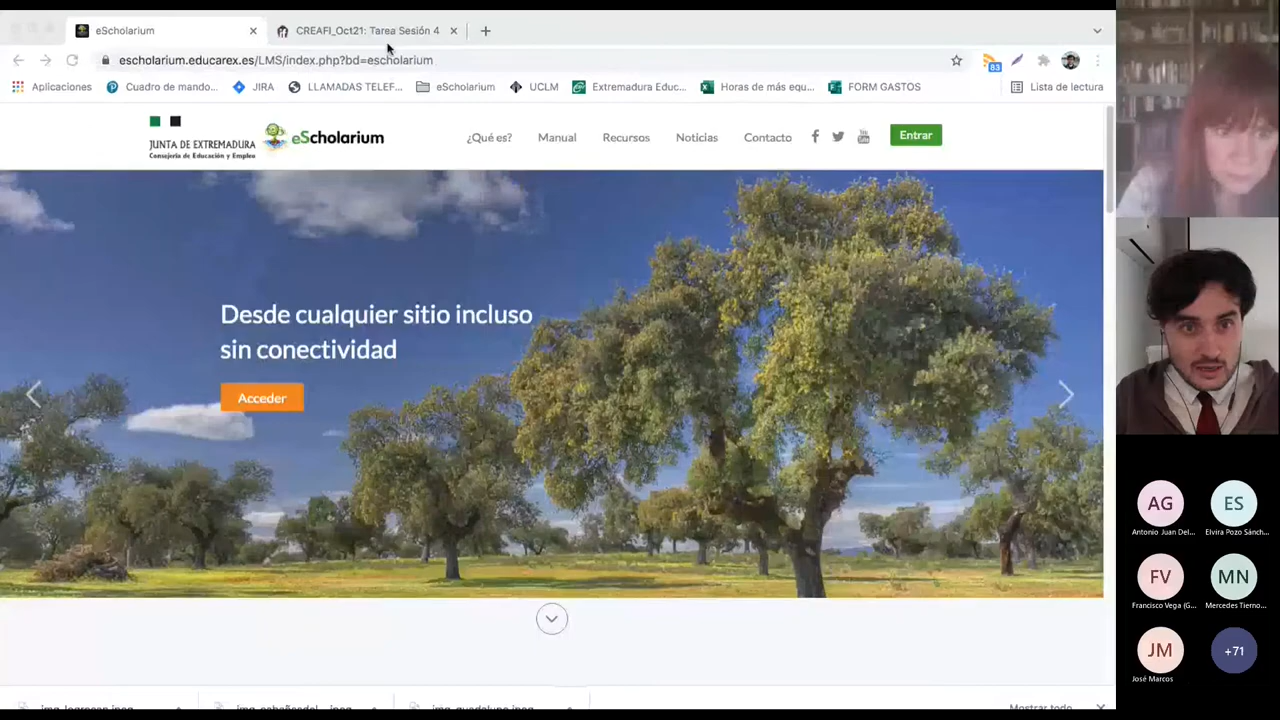 eScholarium
CREAFI_Oct21: Tarea Sesión 4
escholarium.educarex.es/LMS/index.php?bd=escholarium
83
Aplicaciones
Cuadro de mando...
JIRA
LLAMADAS TELEF...
eScholarium
UCLM
Extremadura Educ...
Horas de más equ...
FORM GASTOS
Lista de lectura
JUNTA DE EXTREMADURA
Consejería de Educación y Empleo
eScholarium
¿Qué es?
Manual
Recursos
Noticias
Contacto
Entrar
Desde cualquier sitio incluso
sin conectividad
Acceder
AG
ES
Antonio Juan Del...
Elvira Pozo Sánch...
FV
MN
Francisco Vega (G...
Mercedes Tierno...
JM
+71
José Marcos
Mostrar todo